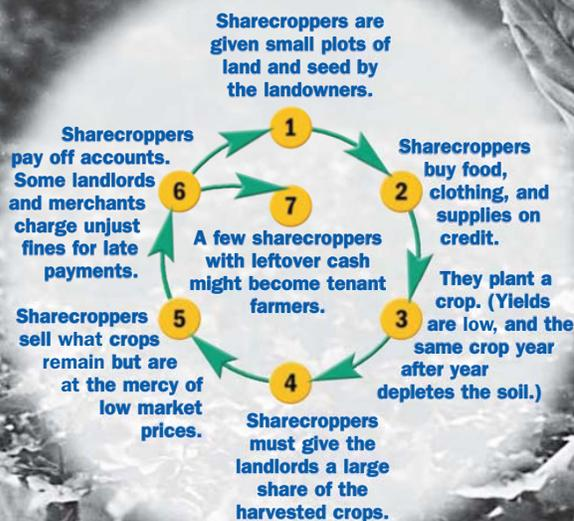 Sharecroppers are
given small plots of
land and seed by
the landowners.
1
Sharecroppers
buy food,
clothing, and
supplies on
credit.
2
They plant a
crop. (Yields
are low, and the
same crop year
after year
depletes the soil.)
3
4
Sharecroppers
must give the
landlords a large
share of the
harvested crops.
5
Sharecroppers
sell what crops
remain but are
at the mercy of
low market
prices.
6
Sharecroppers
pay off accounts.
Some landlords
and merchants
charge unjust
fines for late
payments.
7
A few sharecroppers
with leftover cash
might become tenant
farmers.